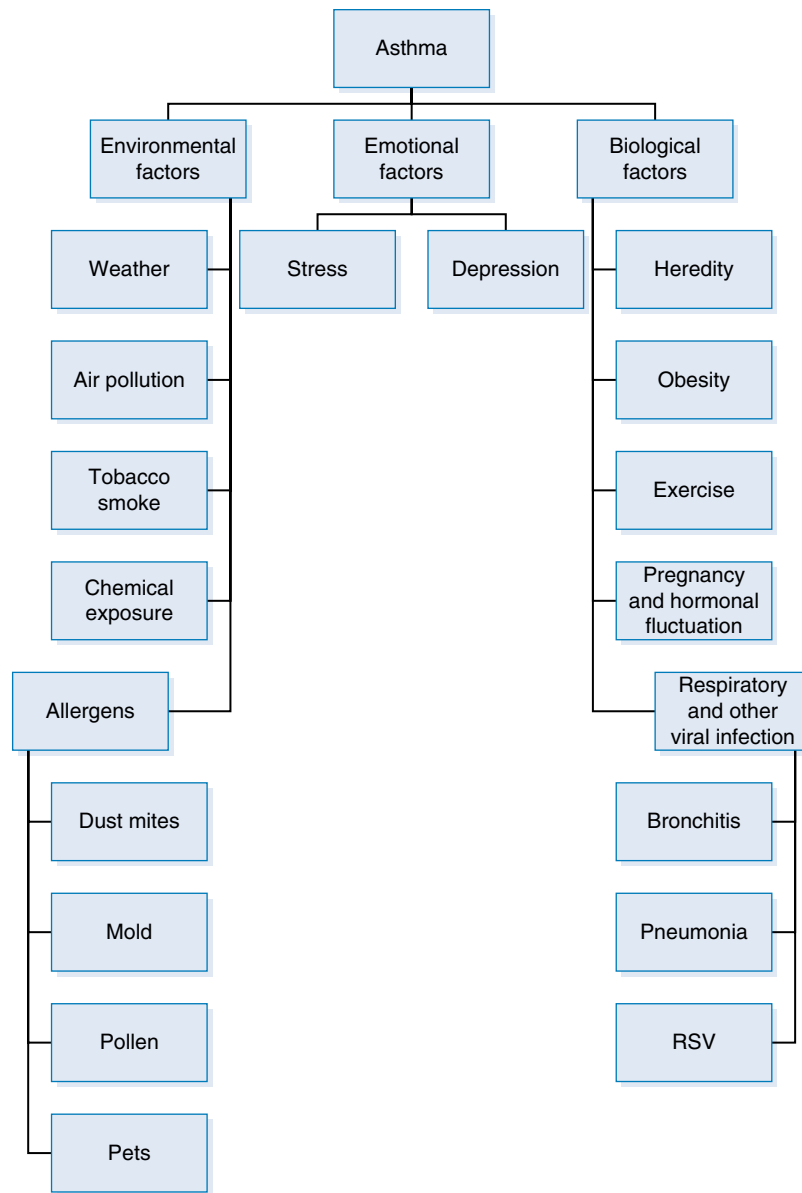 Asthma
Environmental
factors
Emotional
factors
Biological
factors
Weather
Stress
Depression
Heredity
Air pollution
Obesity
Tobacco
smoke
Exercise
Chemical
exposure
Pregnancy
and hormonal
fluctuation
Allergens
Respiratory
and other
viral infection
Dust mites
Bronchitis
Mold
Pneumonia
Pollen
RSV
Pets